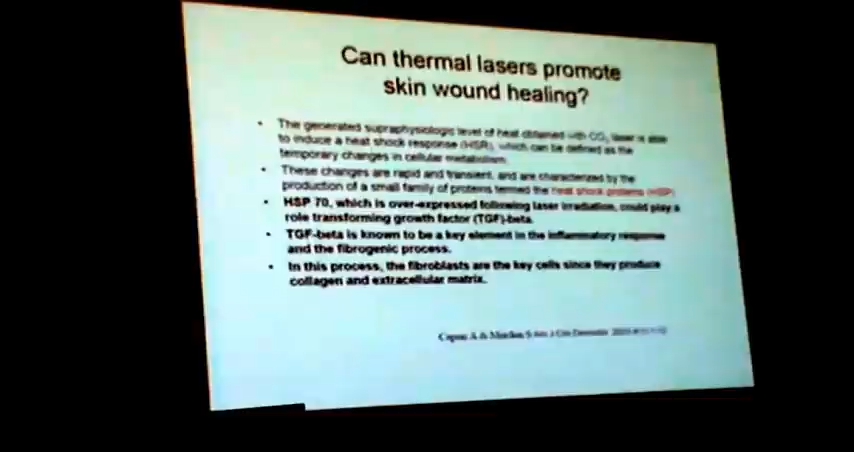 Can thermal lasers promote
skin wound healing?
• The generated supraphysiologic level of heat obtained with CO₂ laser is able
to induce a heat shock response (HSR), which can be defined as the
temporary changes in cellular metabolism
• These changes are rapid and transient, and are characterized by the
production of a small family of proteins termed the heat shock proteins (HSP)
• HSP 70, which is over-expressed following laser irradiation, could play a
role transforming growth factor (TGF)-beta.
• TGF-beta is known to be a key element in the inflammatory response
and the fibrogenic process.
• In this process, the fibroblasts are the key cells since they produce
collagen and extracellular matrix.
A & S J Dermatol